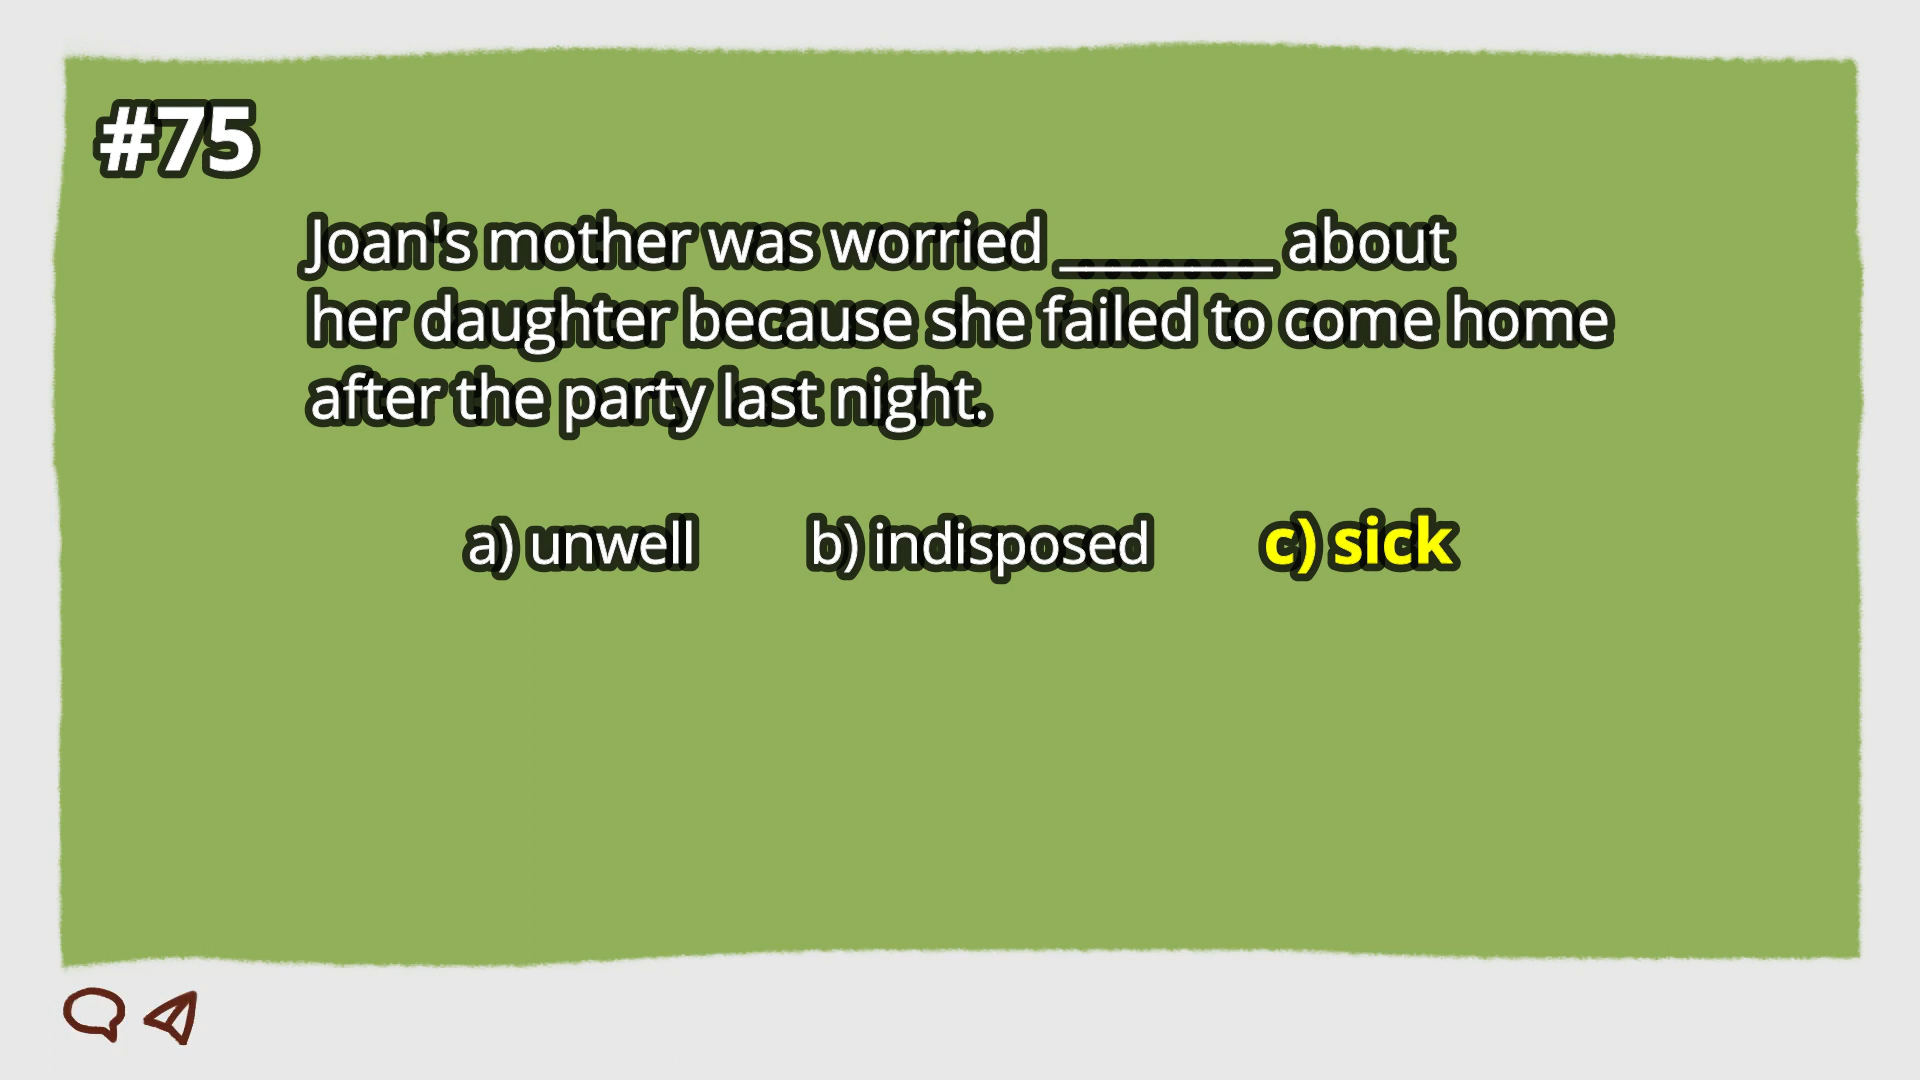 #75
Joan's mother was worried ________ about
her daughter because she failed to come home
after the party last night.
a) unwell b) indisposed c) sick